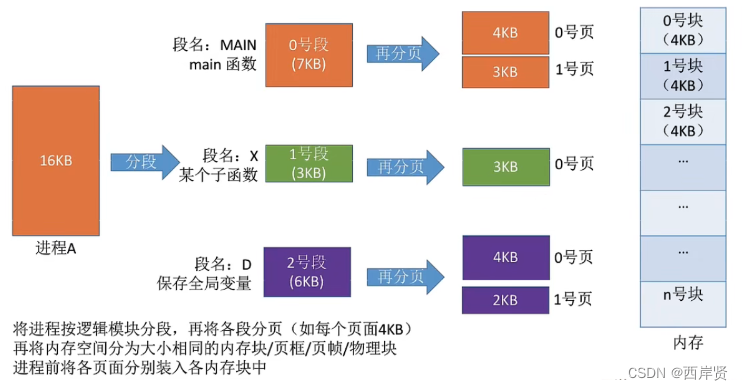 段名：MAIN
main 函数
0号段
(7KB)
再分页
4KB
0号页
3KB
1号页
0号块
（4KB）
1号块
(4KB)
2号块
（4KB）
...
...
...
n号块
内存
16KB
进程A
分段
段名：X
某个子函数
1号段
(3KB)
再分页
3KB
0号页
段名：D
保存全局变量
2号段
(6KB)
再分页
4KB
0号页
2KB
1号页
将进程按逻辑模块分段，再将各段分页（如每个页面4KB）
再将内存空间分为大小相同的内存块/页框/页帧/物理块
进程前将各页面分别装入各内存块中
CSDN @西岸贤